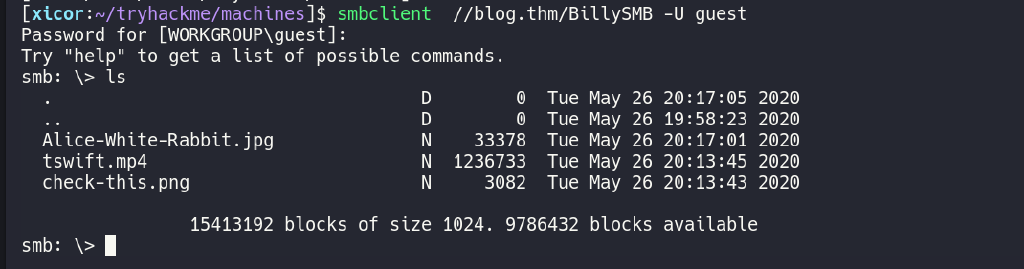 [xicor:~/tryhackme/machines]$ smbclient  //blog.thm/BillySMB -U guest
Password for [WORKGROUP\guest]:
Try "help" to get a list of possible commands.
smb: \> ls
  .                                   D        0  Tue May 26 20:17:05 2020
  ..                                  D        0  Tue May 26 19:58:23 2020
  Alice-White-Rabbit.jpg              N    33378  Tue May 26 20:17:01 2020
  tswift.mp4                          N  1236733  Tue May 26 20:13:45 2020
  check-this.png                      N     3082  Tue May 26 20:13:43 2020
                15413192 blocks of size 1024. 9786432 blocks available
smb: \>